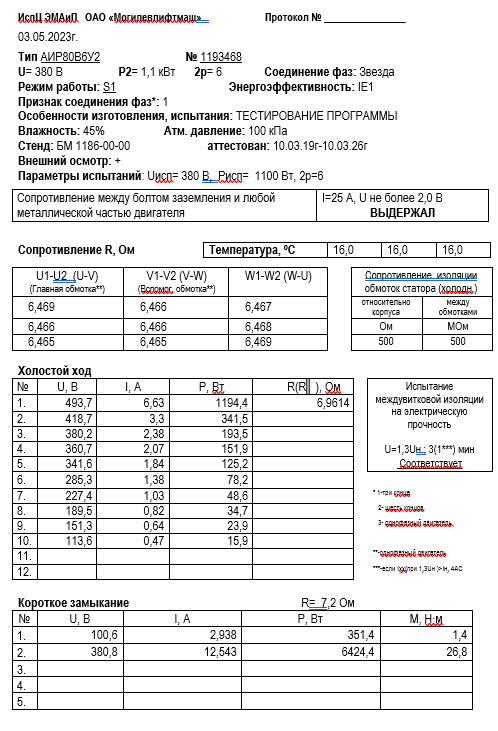 ИспЦ ЭМАиП ОАО «Могилевлифтмаш» Протокол №
03.05.2023г.
Тип АИР80В6У2 № 1193468
U= 380 В P2= 1,1 кВт 2p= 6 Соединение фаз: Звезда
Режим работы: S1 Энергоэффективность: IE1
Признак соединения фаз*: 1
Особенности изготовления, испытания: ТЕСТИРОВАНИЕ ПРОГРАММЫ
Влажность: 45% Атм. давление: 100 кПа
Стенд: БМ 1186-00-00 аттестован: 10.03.19г-10.03.26г
Внешний осмотр: +
Параметры испытаний: Uисп= 380 В, Рисп= 1100 Вт, 2р=6
Сопротивление между болтом заземления и любой металлической частью двигателя
I=25 А, U не более 2,0 В
ВЫДЕРЖАЛ
Сопротивление R, Ом Температура, ⁰С 16,0 16,0 16,0
U1-U2 (U-V) V1-V2 (V-W) W1-W2 (W-U)
(Главная обмотка**) (Вспомог. обмотка**)
6,469 6,466 6,467
6,466 6,466 6,468
6,465 6,465 6,469
Сопротивление изоляции
обмоток статора (холодн.)
относительно корпуса между обмотками
Ом МОм
500 500
Холостой ход
№ U, В I, А P, Вт R(R ), Ом
1. 493,7 6,63 1194,4 6,9614
2. 418,7 3,3 341,5
3. 380,2 2,38 193,5
4. 360,7 2,07 151,9
5. 341,6 1,84 125,2
6. 285,3 1,38 78,2
7. 227,4 1,03 48,6
8. 189,5 0,82 34,7
9. 151,3 0,64 23,9
10. 113,6 0,47 15,9
11.
12.
Испытание
межвитковой изоляции
на электрическую
прочность
U=1,3Uн.; 3(1***) мин
Соответствует
* 1-три конца
2- шесть концов
3- однофазный двигатель
**-однофазный двигатель
***-если Iхх(при 1,3Uн )>Iн, 4АС
Короткое замыкание R= 7,2 Ом
№ U, В I, А P, Вт М, Н·м
1. 100,6 2,938 351,4 1,4
2. 380,8 12,543 6424,4 26,8
3.
4.
5.